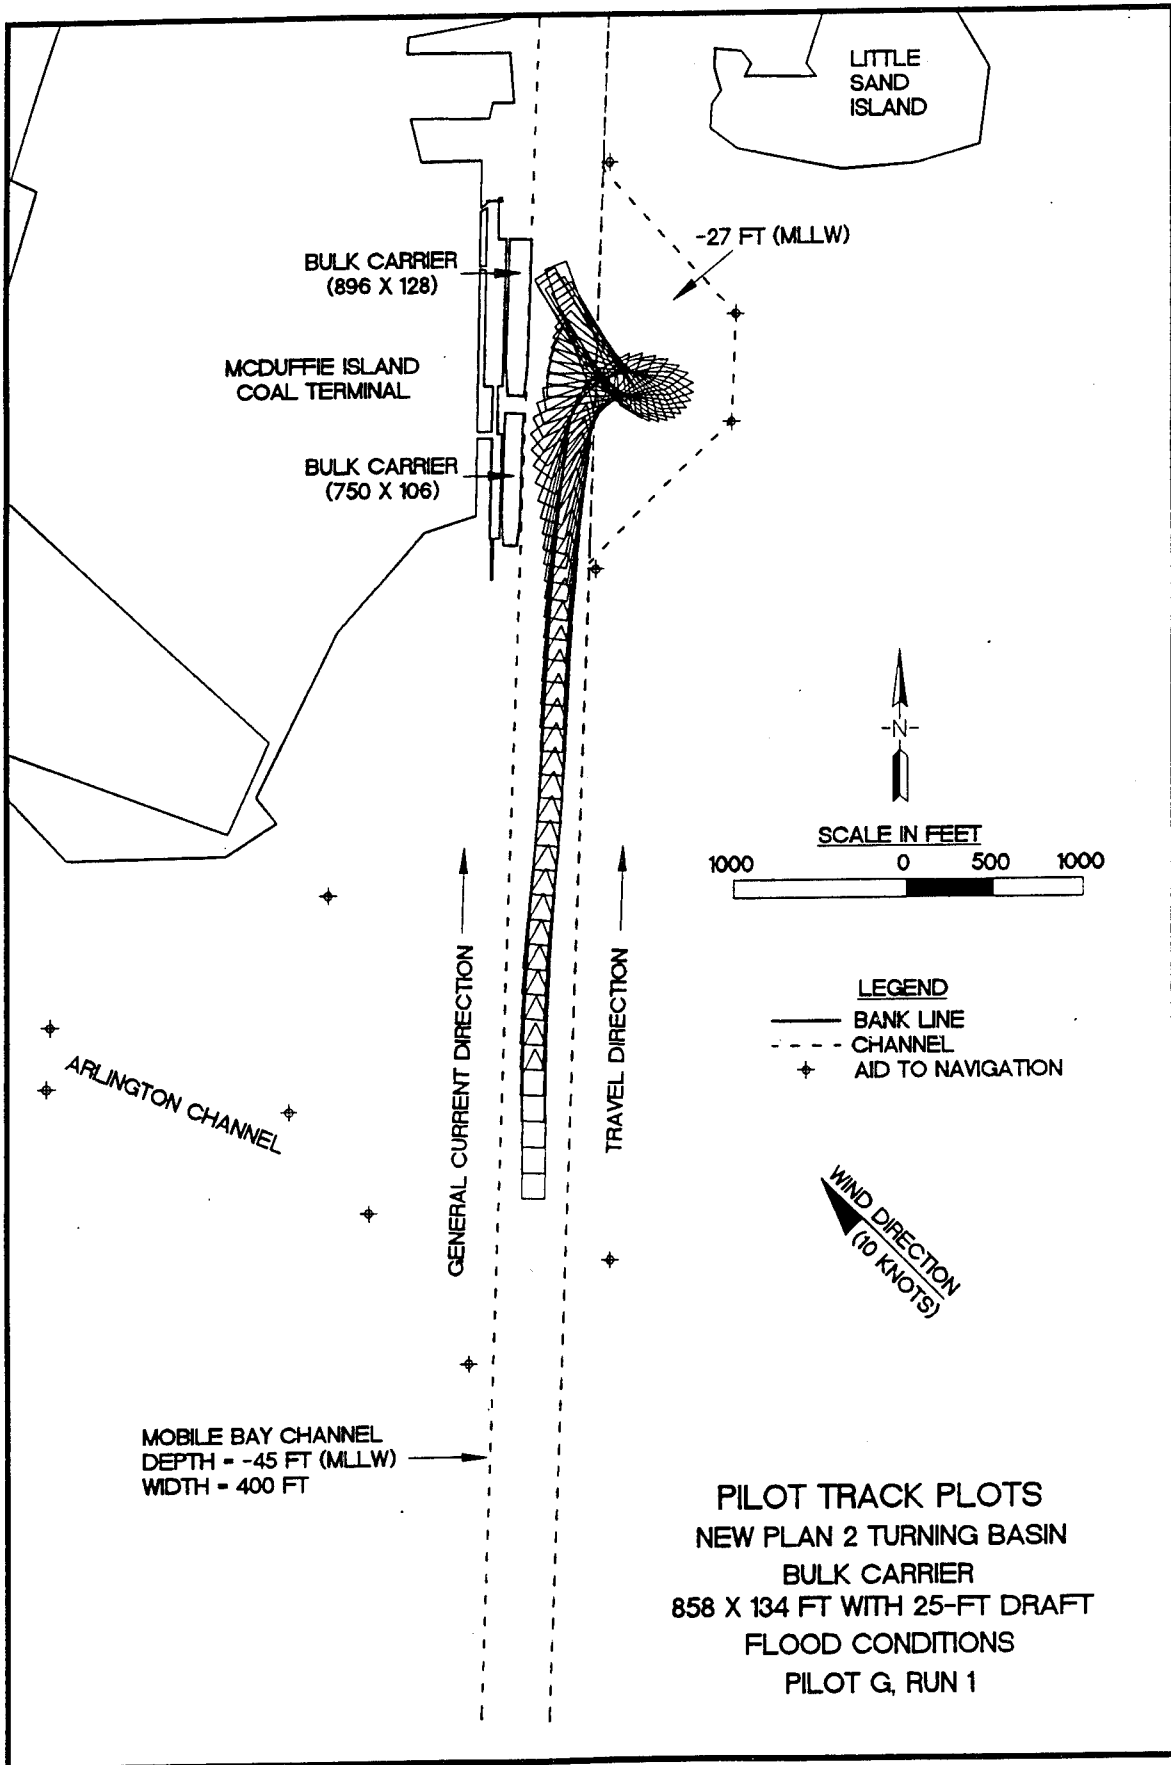 LITTLE
SAND
ISLAND
-27 FT (MLLW)
BULK CARRIER
(896 X 128)
MCDUFFIE ISLAND
COAL TERMINAL
BULK CARRIER
(750 X 106)
-N-
SCALE IN FEET
1000 0 500 1000
LEGEND
BANK LINE
CHANNEL
AID TO NAVIGATION
GENERAL CURRENT DIRECTION
TRAVEL DIRECTION
ARLINGTON CHANNEL
WIND DIRECTION
(10 KNOTS)
MOBILE BAY CHANNEL
DEPTH = -45 FT (MLLW)
WIDTH = 400 FT
PILOT TRACK PLOTS
NEW PLAN 2 TURNING BASIN
BULK CARRIER
858 X 134 FT WITH 25-FT DRAFT
FLOOD CONDITIONS
PILOT G, RUN 1